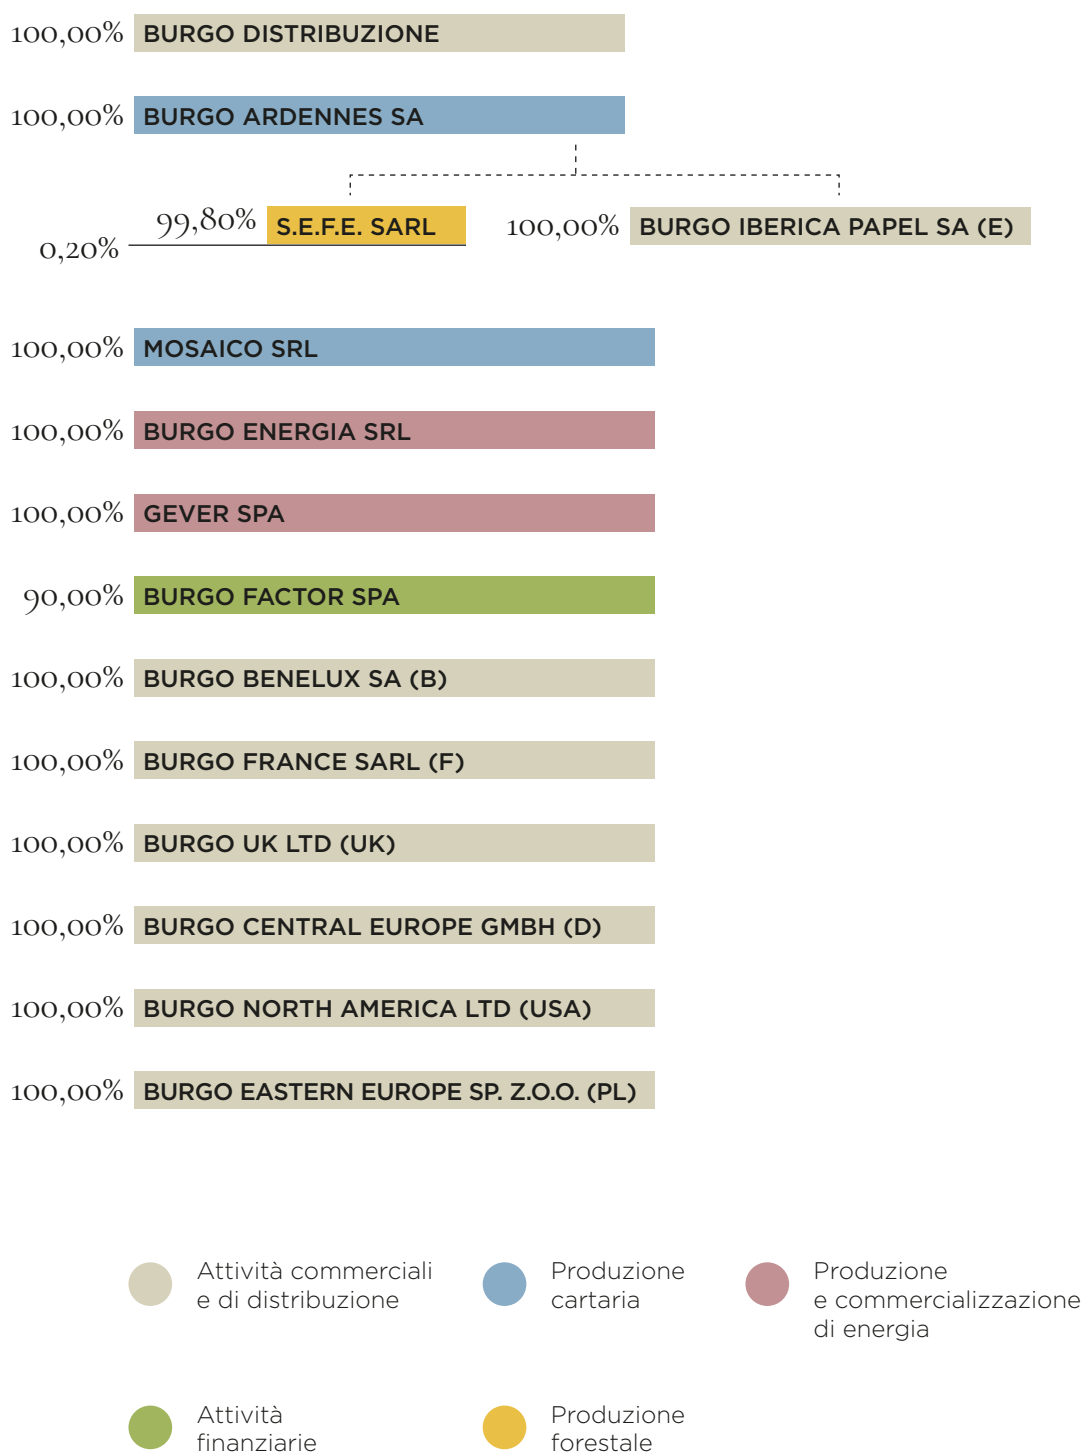 100,00% BURGO DISTRIBUZIONE
100,00% BURGO ARDENNES SA
99,80% S.E.F.E. SARL 100,00% BURGO IBERICA PAPEL SA (E)
0,20%
100,00% MOSAICO SRL
100,00% BURGO ENERGIA SRL
100,00% GEVER SPA
90,00% BURGO FACTOR SPA
100,00% BURGO BENELUX SA (B)
100,00% BURGO FRANCE SARL (F)
100,00% BURGO UK LTD (UK)
100,00% BURGO CENTRAL EUROPE GMBH (D)
100,00% BURGO NORTH AMERICA LTD (USA)
100,00% BURGO EASTERN EUROPE SP. Z.O.O. (PL)
Attività commerciali
e di distribuzione
Produzione
cartaria
Produzione
e commercializzazione
di energia
Attività
finanziarie
Produzione
forestale